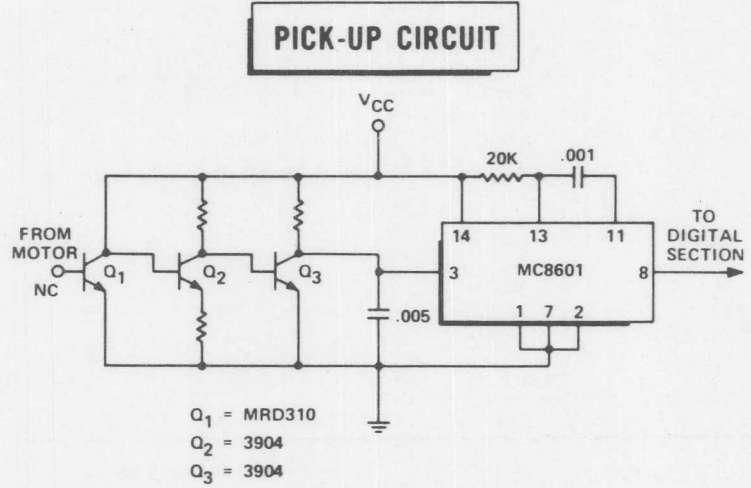 PICK-UP CIRCUIT
VCC
20K
.001
FROM
MOTOR
NC
Q1
Q2
Q3
.005
14
13
11
3
MC8601
8
1
7
2
TO
DIGITAL
SECTION
Q1 = MRD310
Q2 = 3904
Q3 = 3904